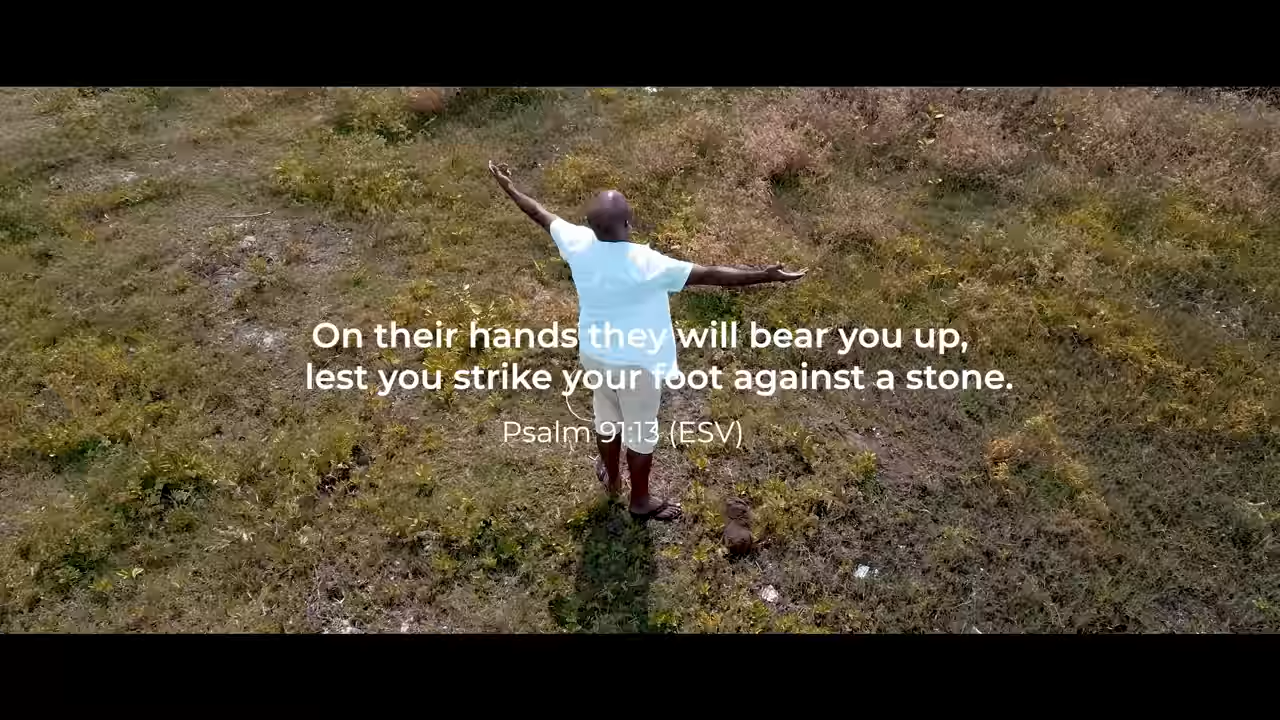 On their hands they will bear you up,
lest you strike your foot against a stone.
Psalm 91:13 (ESV)